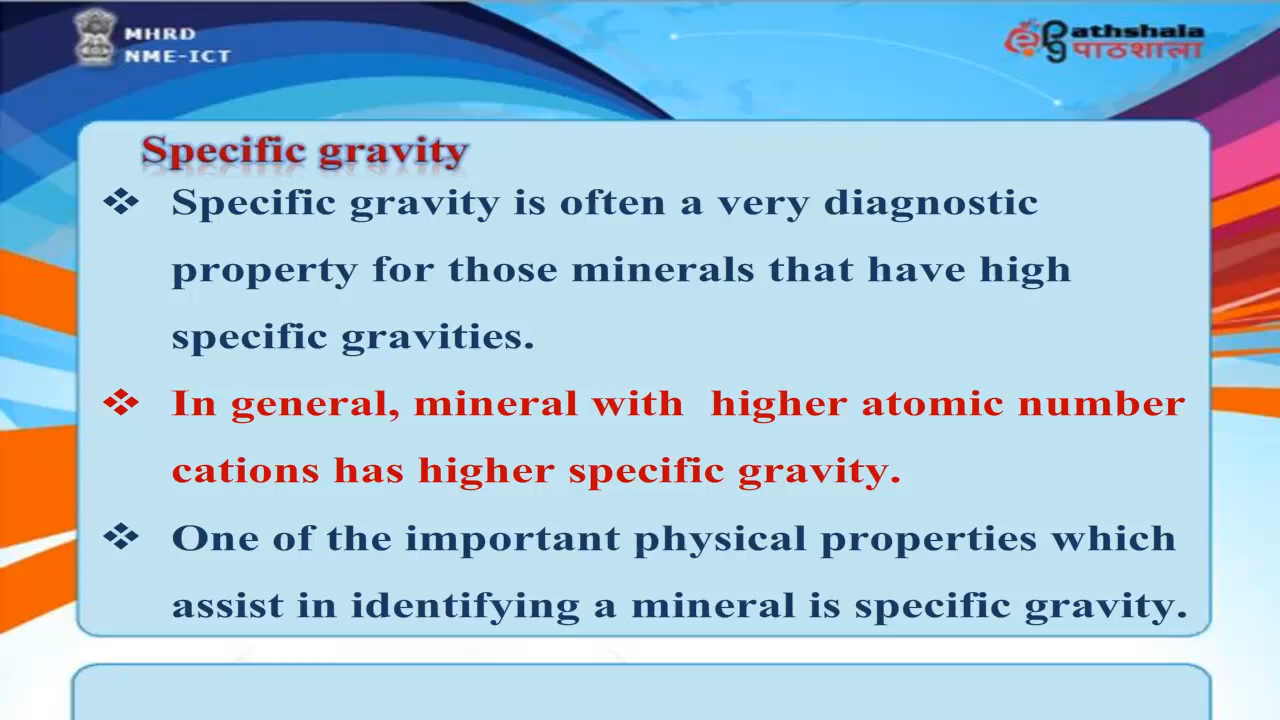 MHRD
NME-ICT
athshala
पाठशाला
Specific gravity
❖ Specific gravity is often a very diagnostic
property for those minerals that have high
specific gravities.
❖ In general, mineral with higher atomic number
cations has higher specific gravity.
❖ One of the important physical properties which
assist in identifying a mineral is specific gravity.